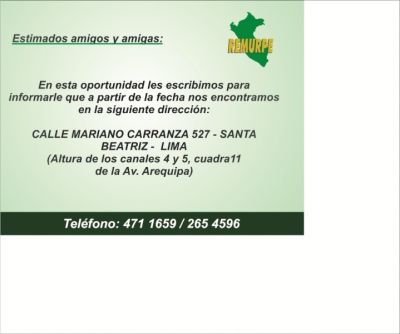 REMURPE
Estimados amigos y amigas:
En esta oportunidad les escribimos para
informarle que a partir de la fecha nos encontramos
en la siguiente dirección:
CALLE MARIANO CARRANZA 527 - SANTA
BEATRIZ - LIMA
(Altura de los canales 4 y 5, cuadra11
de la Av. Arequipa)
Teléfono: 471 1659 / 265 4596